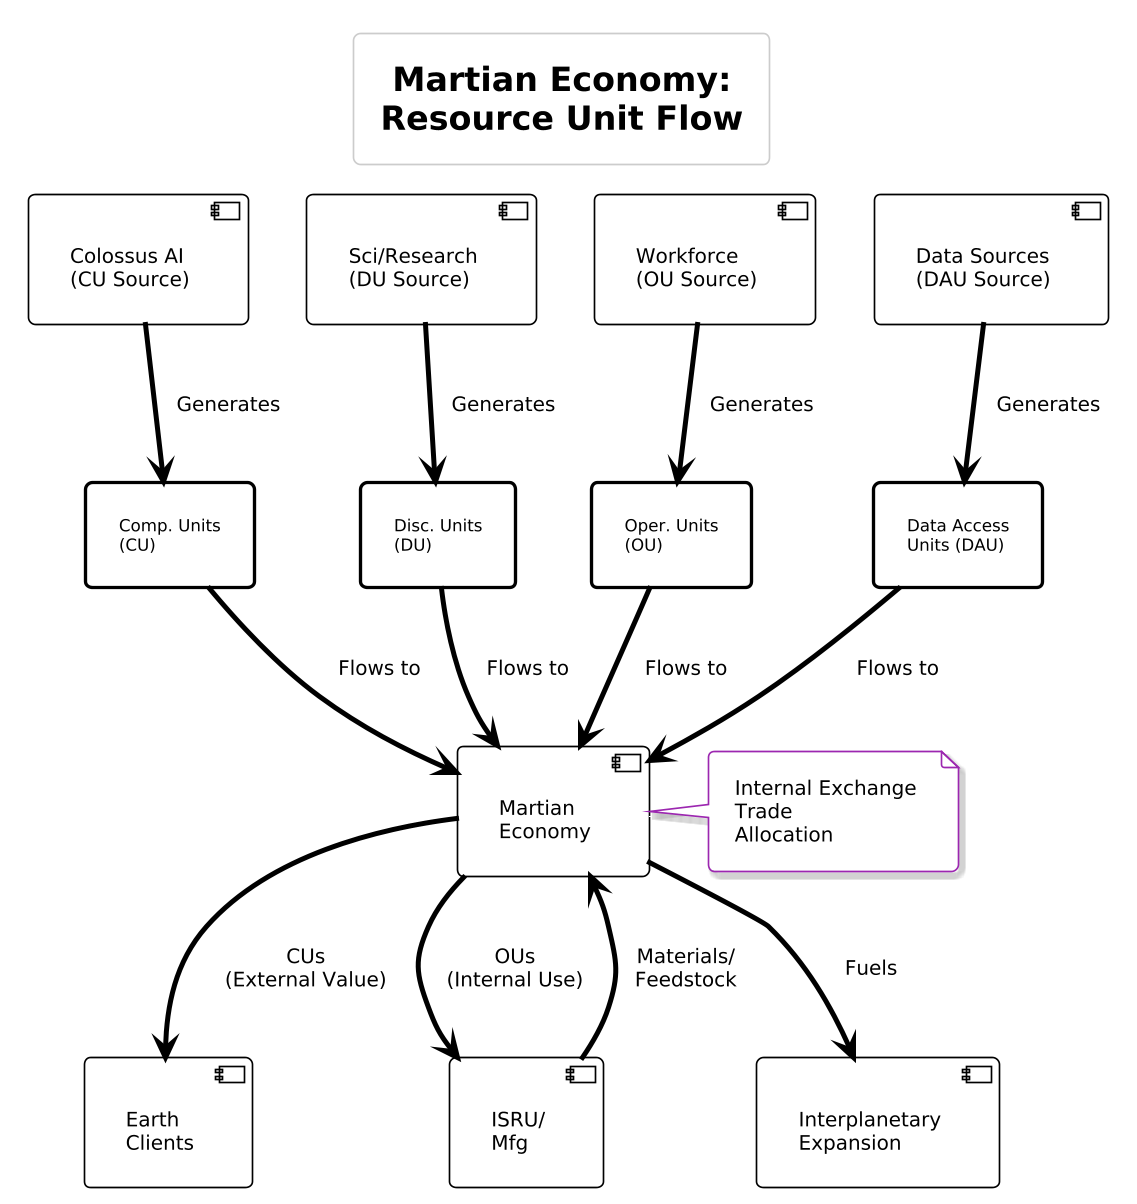 Martian Economy:
Resource Unit Flow
Colossus AI
(CU Source)
Sci/Research
(DU Source)
Workforce
(OU Source)
Data Sources
(DAU Source)
Generates
Generates
Generates
Generates
Comp. Units
(CU)
Disc. Units
(DU)
Oper. Units
(OU)
Data Access
Units (DAU)
Flows to
Flows to
Flows to
Flows to
Martian
Economy
Internal Exchange
Trade
Allocation
CUs
(External Value)
OUs
(Internal Use)
Materials/
Feedstock
Fuels
Earth
Clients
ISRU/
Mfg
Interplanetary
Expansion